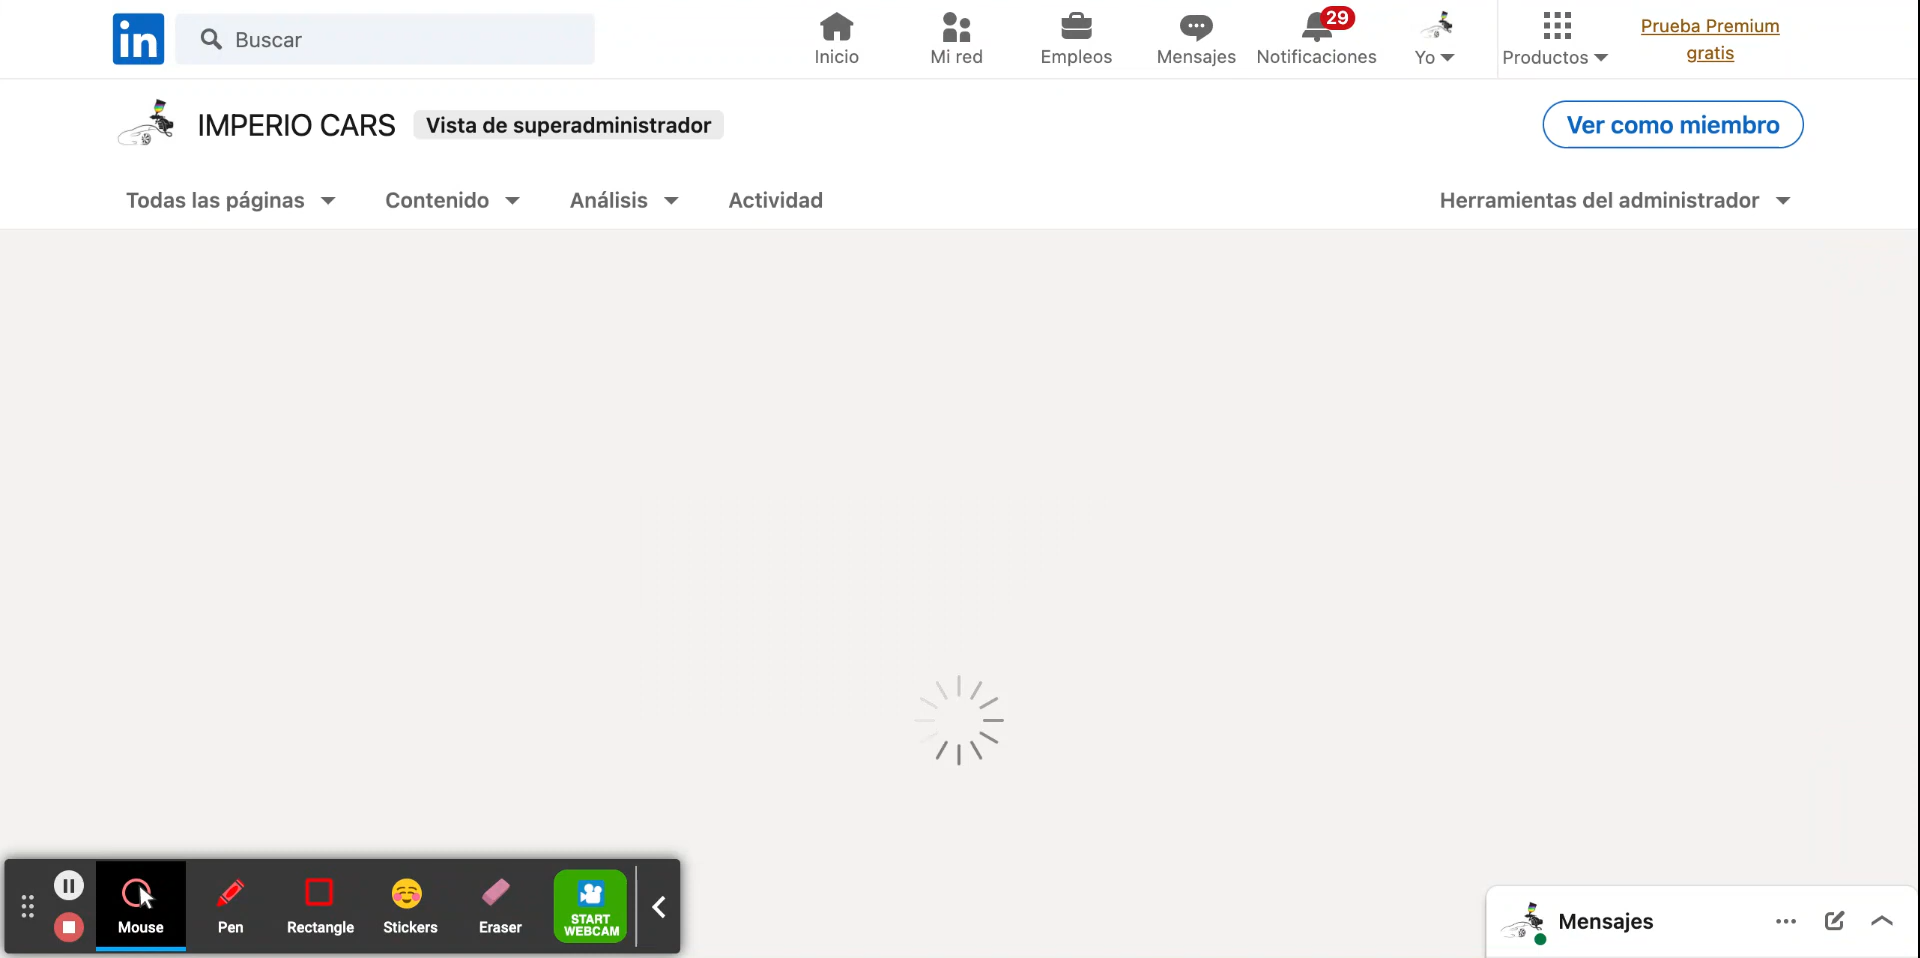 in
Buscar
Inicio
Mi red
Empleos
Mensajes
29
Notificaciones
Yo
Productos
Prueba Premium
gratis
IMPERIO CARS
Vista de superadministrador
Ver como miembro
Todas las páginas
Contenido
Análisis
Actividad
Herramientas del administrador
Mouse
Pen
Rectangle
Stickers
Eraser
START
WEBCAM
Mensajes